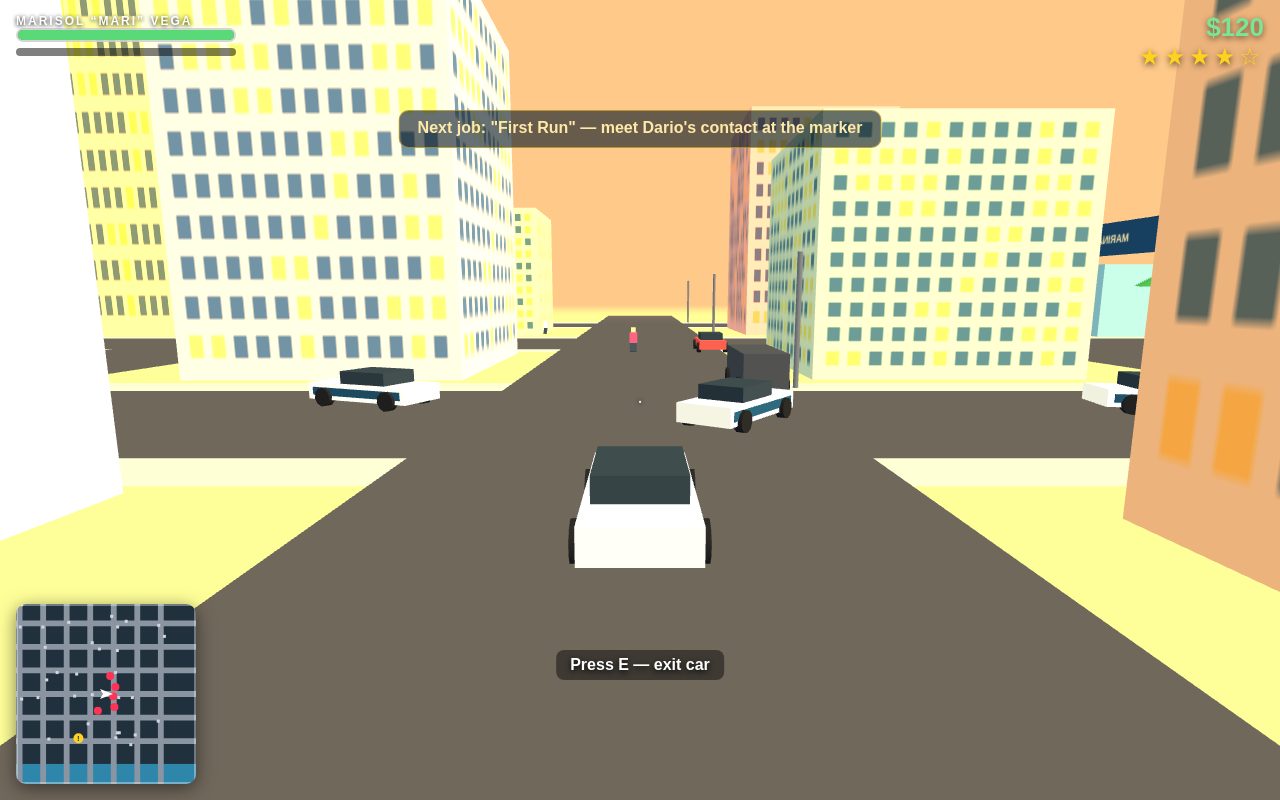 MARISOL "MARI" VEGA
$120
★★★★☆
Next job: "First Run" — meet Dario's contact at the marker
Press E — exit car
!